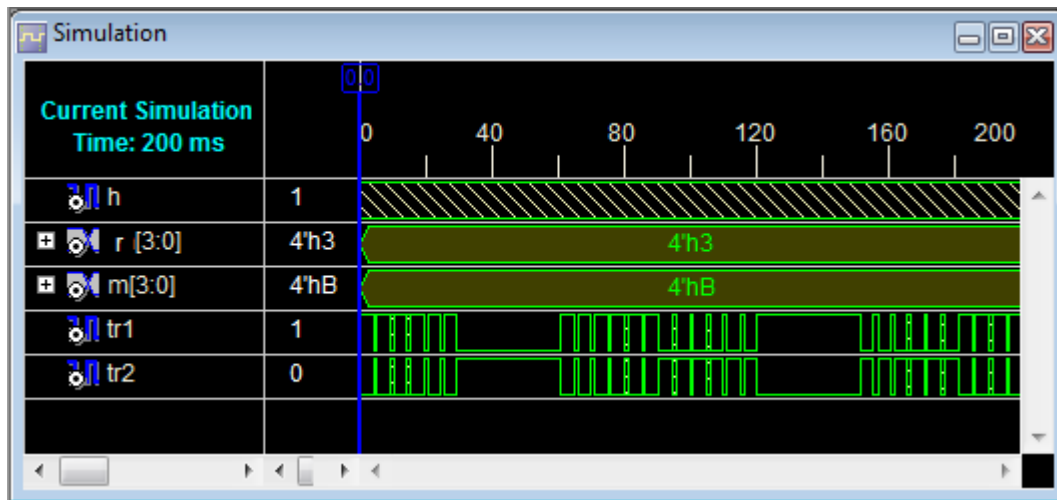 Simulation
0.0
Current Simulation
Time: 200 ms
0 40 80 120 160 200
h 1
r [3:0] 4'h3 4'h3
m[3:0] 4'hB 4'hB
tr1 1
tr2 0